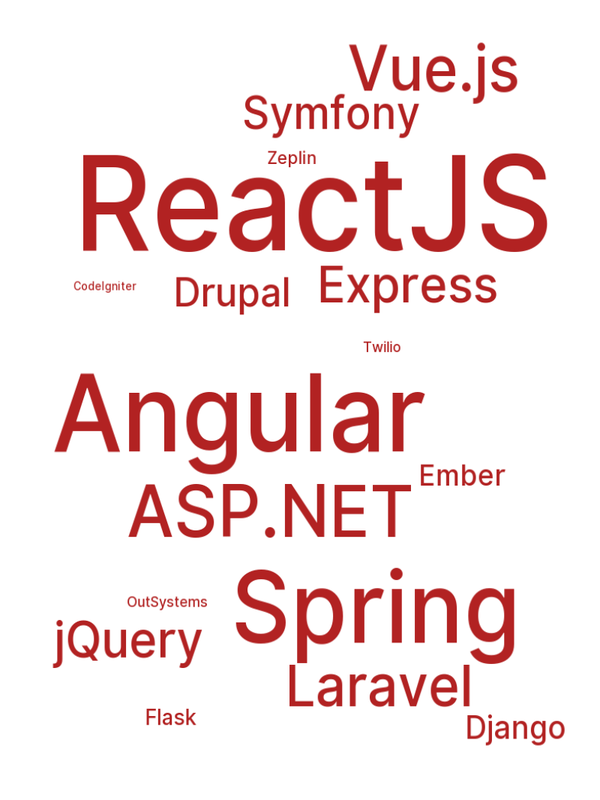 Vue.js
Symfony
Zeplin
ReactJS
CodeIgniter
Drupal
Express
Twilio
Angular
Ember
ASP.NET
OutSystems
Spring
jQuery
Laravel
Flask
Django